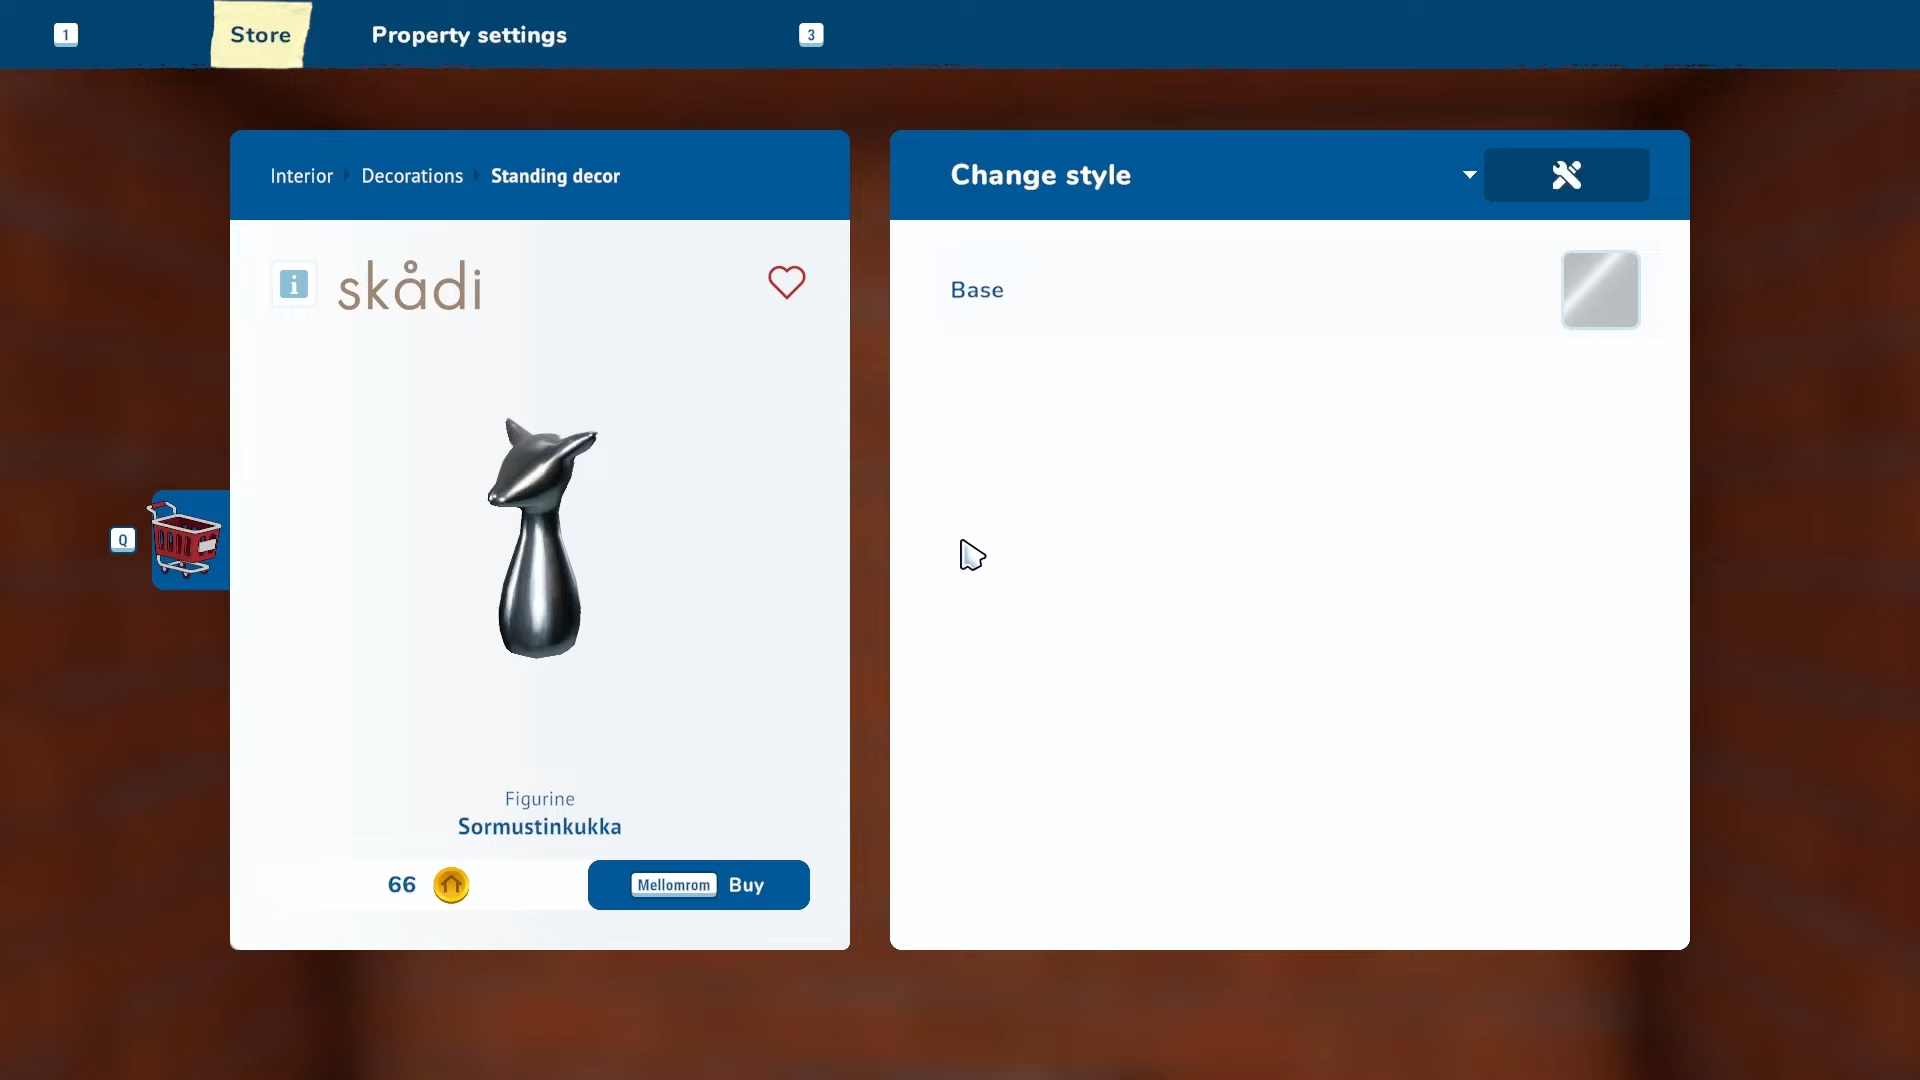 1
Store
Property settings
3
Interior
Decorations
Standing decor
Change style
i
skådi
Base
Q
Figurine
Sormustinkukka
66
Mellomrom
Buy